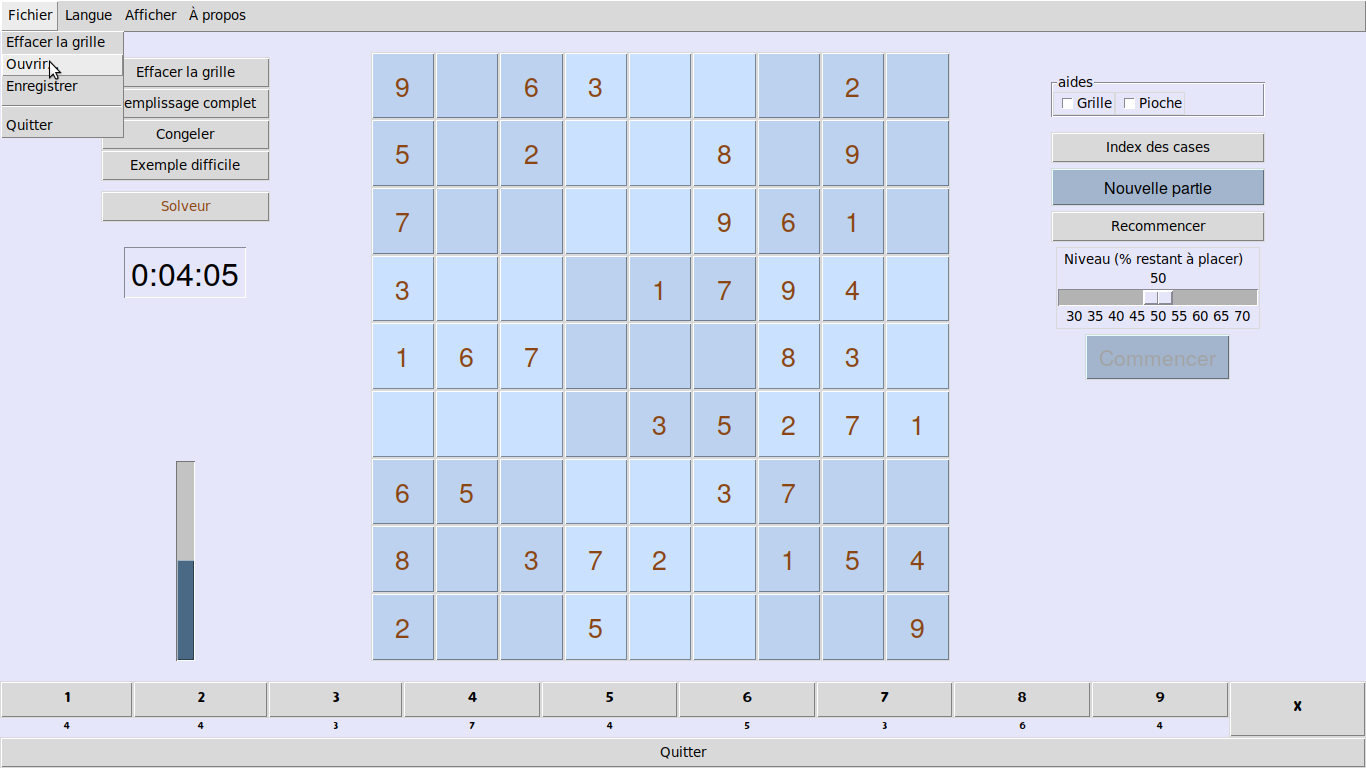 Fichier Langue Afficher À propos
Effacer la grille
Ouvrir
Enregistrer
Quitter
Effacer la grille
emplissage complet
Congeler
Exemple difficile
Solveur
0:04:05
9 6 3 2
5 2 8 9
7 9 6 1
3 1 7 9 4
1 6 7 8 3
3 5 2 7 1
6 5 3 7
8 3 7 2 1 5 4
2 5 9
aides
Grille Pioche
Index des cases
Nouvelle partie
Recommencer
Niveau (% restant à placer)
50
30 35 40 45 50 55 60 65 70
Commencer
1 2 3 4 5 6 7 8 9 x
4 4 3 7 4 5 3 6 4
Quitter